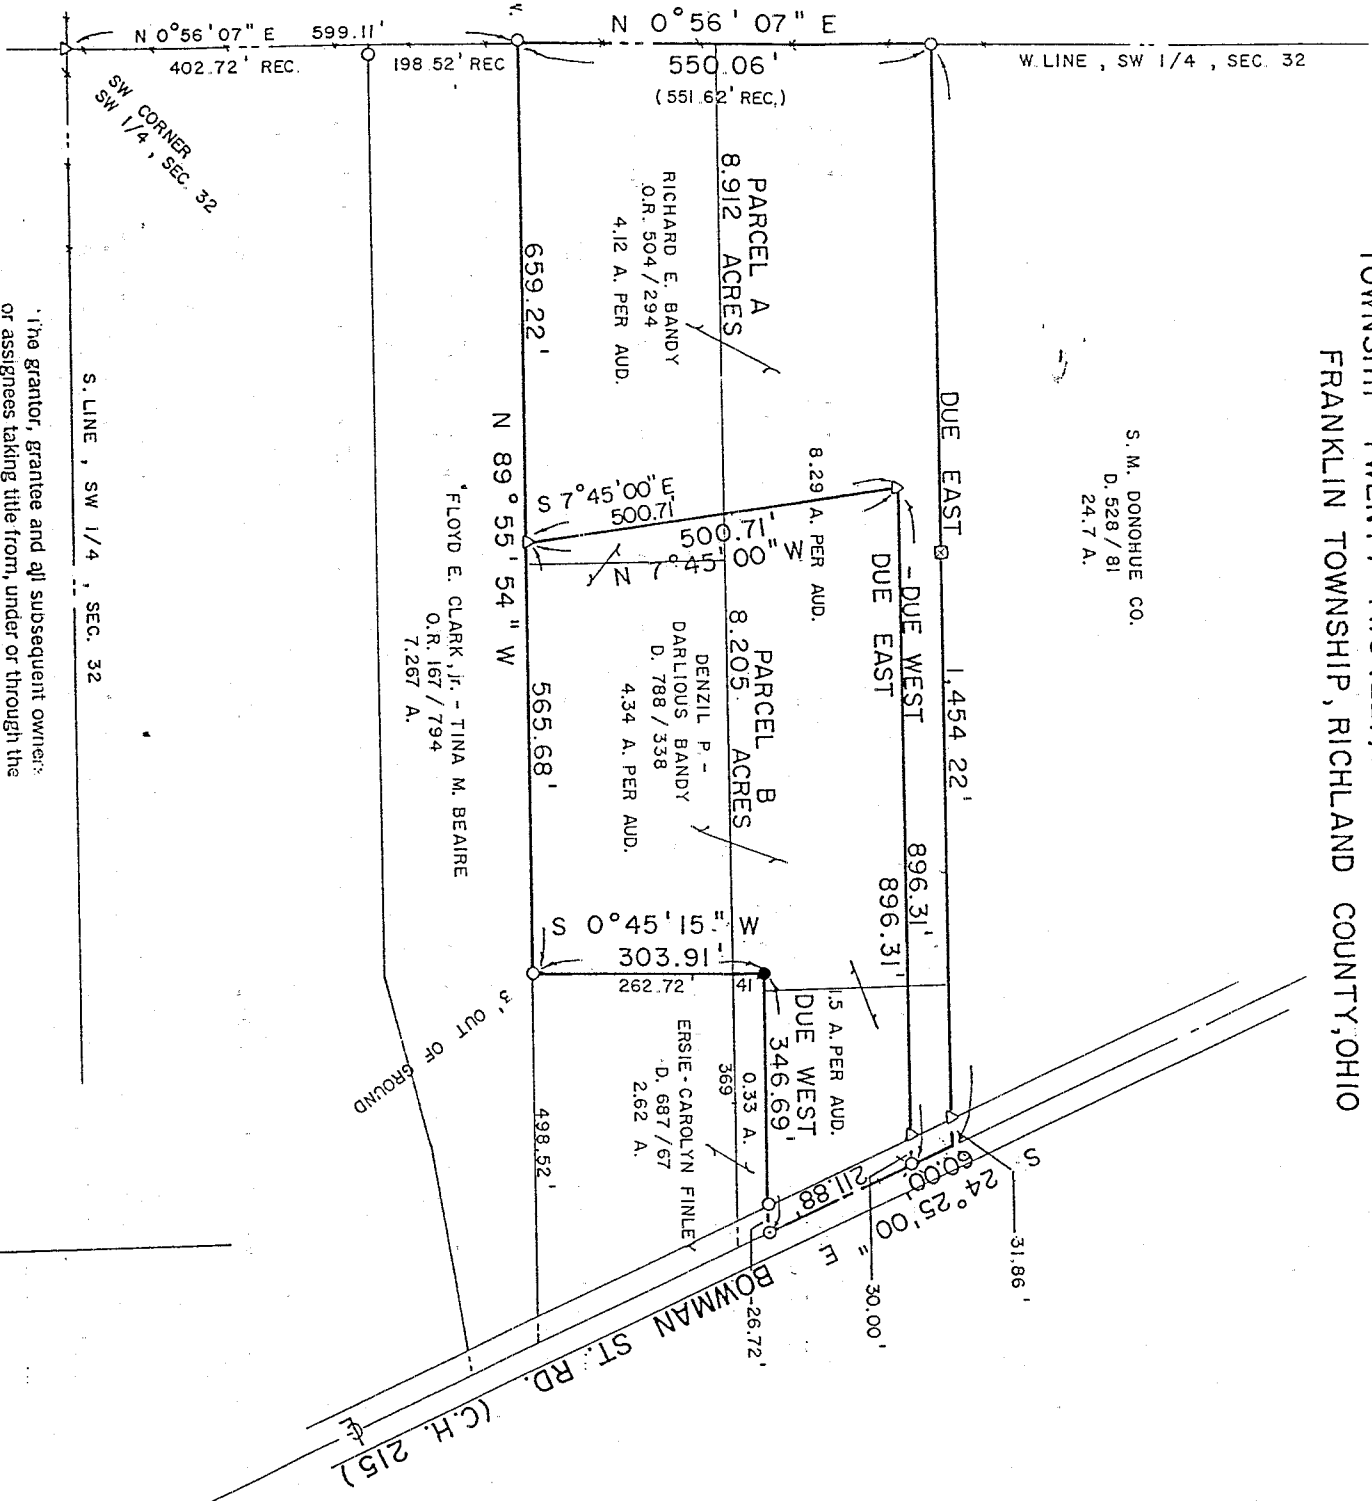 FRANKLIN TOWNSHIP, RICHLAND COUNTY, OHIO
N 0°56'07" E
599.11'
402.72' REC.
198.52' REC
N 0°56'07" E
550.06'
(551.62' REC.)
W. LINE, SW 1/4, SEC. 32
SW CORNER
SW 1/4, SEC. 32
S. LINE, SW 1/4, SEC. 32
S. M. DONOHUE CO.
D. 528/81
24.7 A.
DUE EAST
1,454.22'
PARCEL A
8.912 ACRES
RICHARD E. BANDY
O.R. 504/294
4.12 A. PER AUD.
659.22'
N 89°55'54" W
565.68'
S 7°45'00" E
500.71
500.71'
N 7°45'00" W
8.29 A. PER AUD.
DUE WEST
896.31'
DUE EAST
896.31'
PARCEL B
8.205 ACRES
DENZIL P.-
DARLIOUS BANDY
D. 788/338
4.34 A. PER AUD.
"FLOYD E. CLARK, jr. - TINA M. BEAIRE
O.R. 167/794
7.267 A.
S 0°45'15" W
303.91'
262.72'
41
1.5 A. PER AUD.
DUE WEST
346.69'
0.33 A.
369'
ERSIE-CAROLYN FINLEY
D. 687/67
2.62 A.
498.52'
OUT OF GROUND
211.88'
60.00'
S 24°25'00" E
31.86'
30.00'
26.72'
BOWMAN ST. RD. (C.H. 215)
The grantor, grantee and all subsequent owners
or assignees taking title from, under or through the